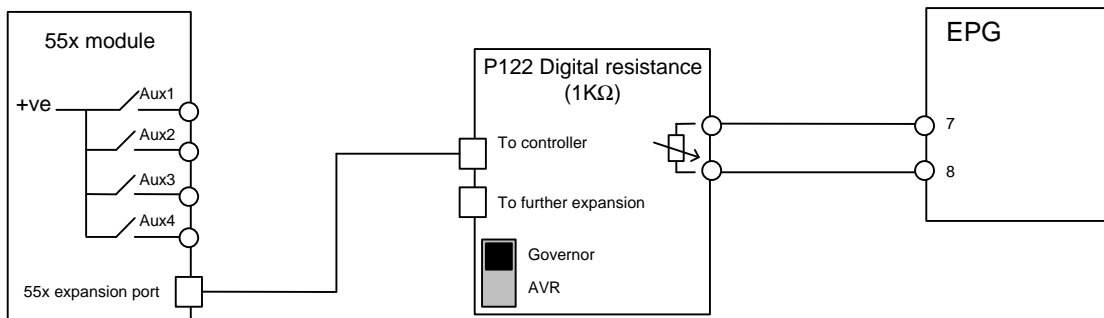 55x module
+ve
Aux1
Aux2
Aux3
Aux4
55x expansion port
P122 Digital resistance
(1KΩ)
To controller
To further expansion
Governor
AVR
EPG
7
8